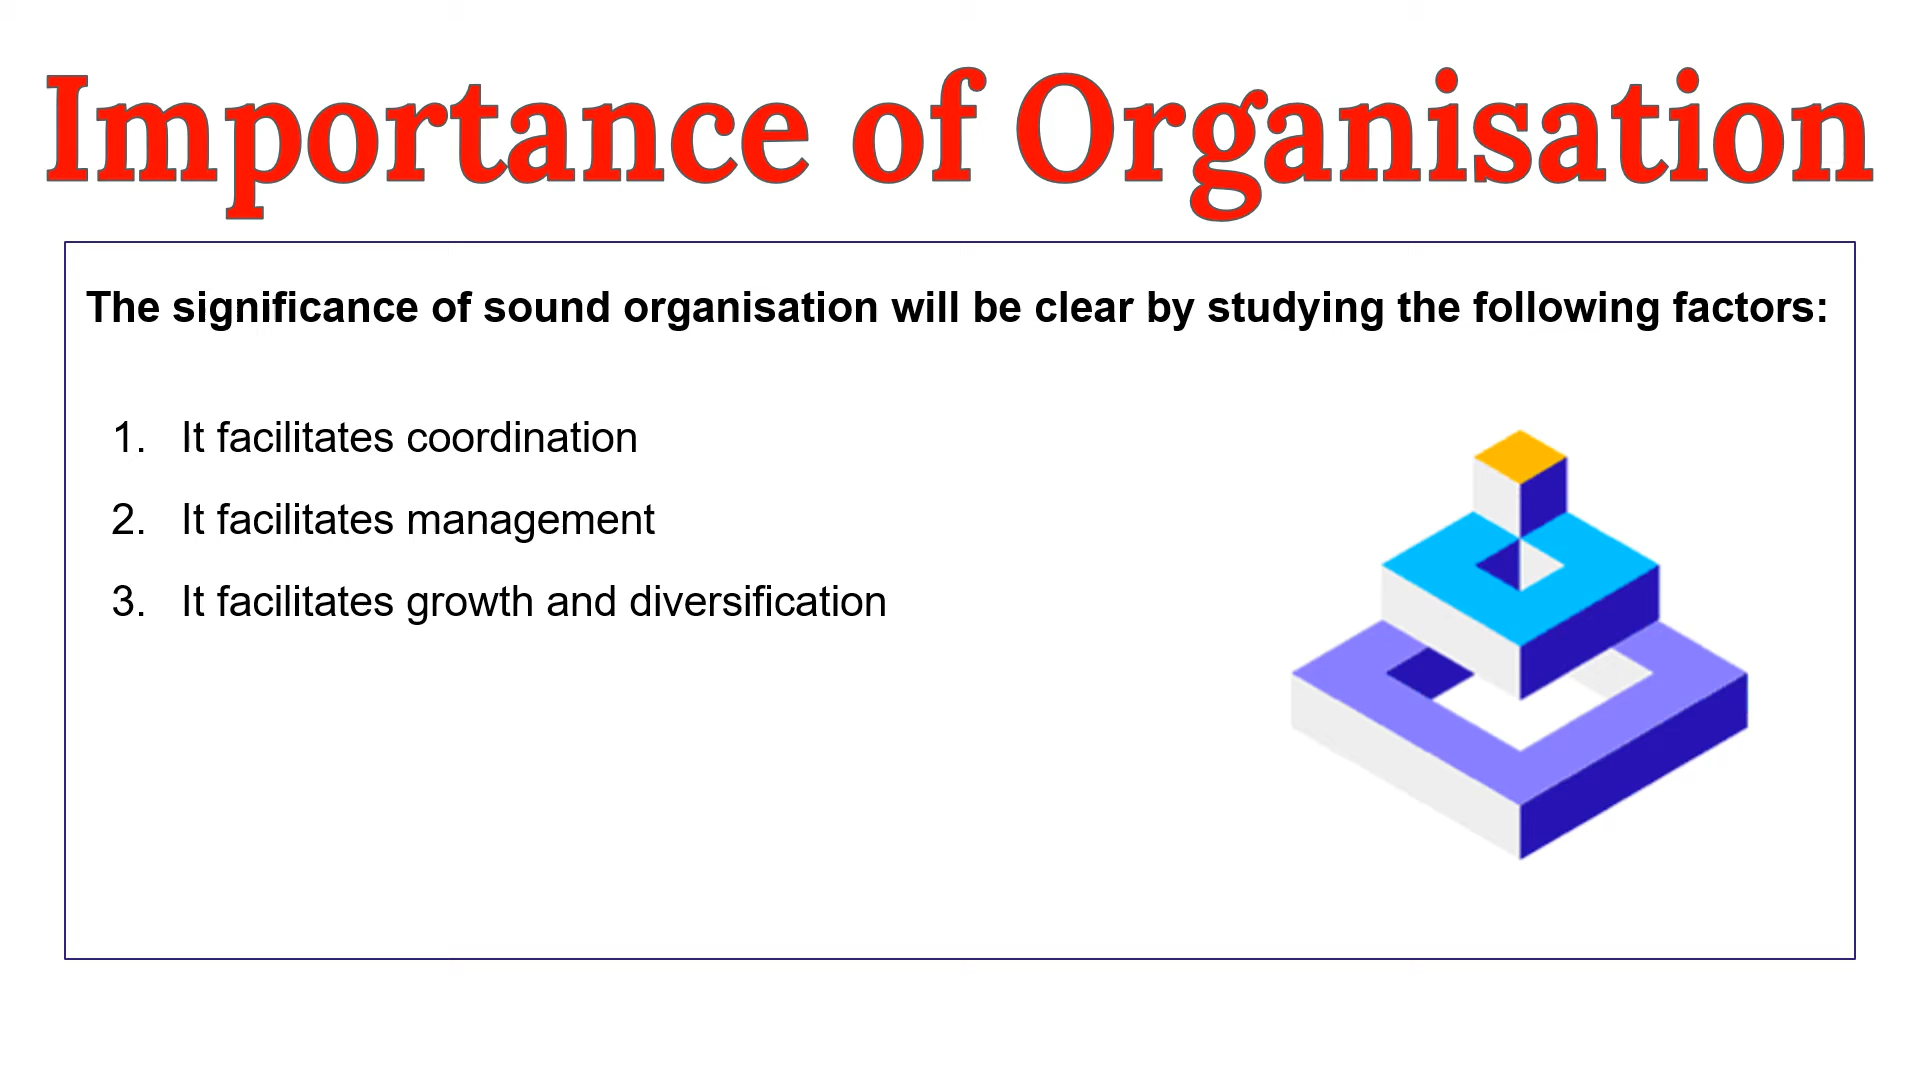 Importance of Organisation
The significance of sound organisation will be clear by studying the following factors:
1. It facilitates coordination
2. It facilitates management
3. It facilitates growth and diversification